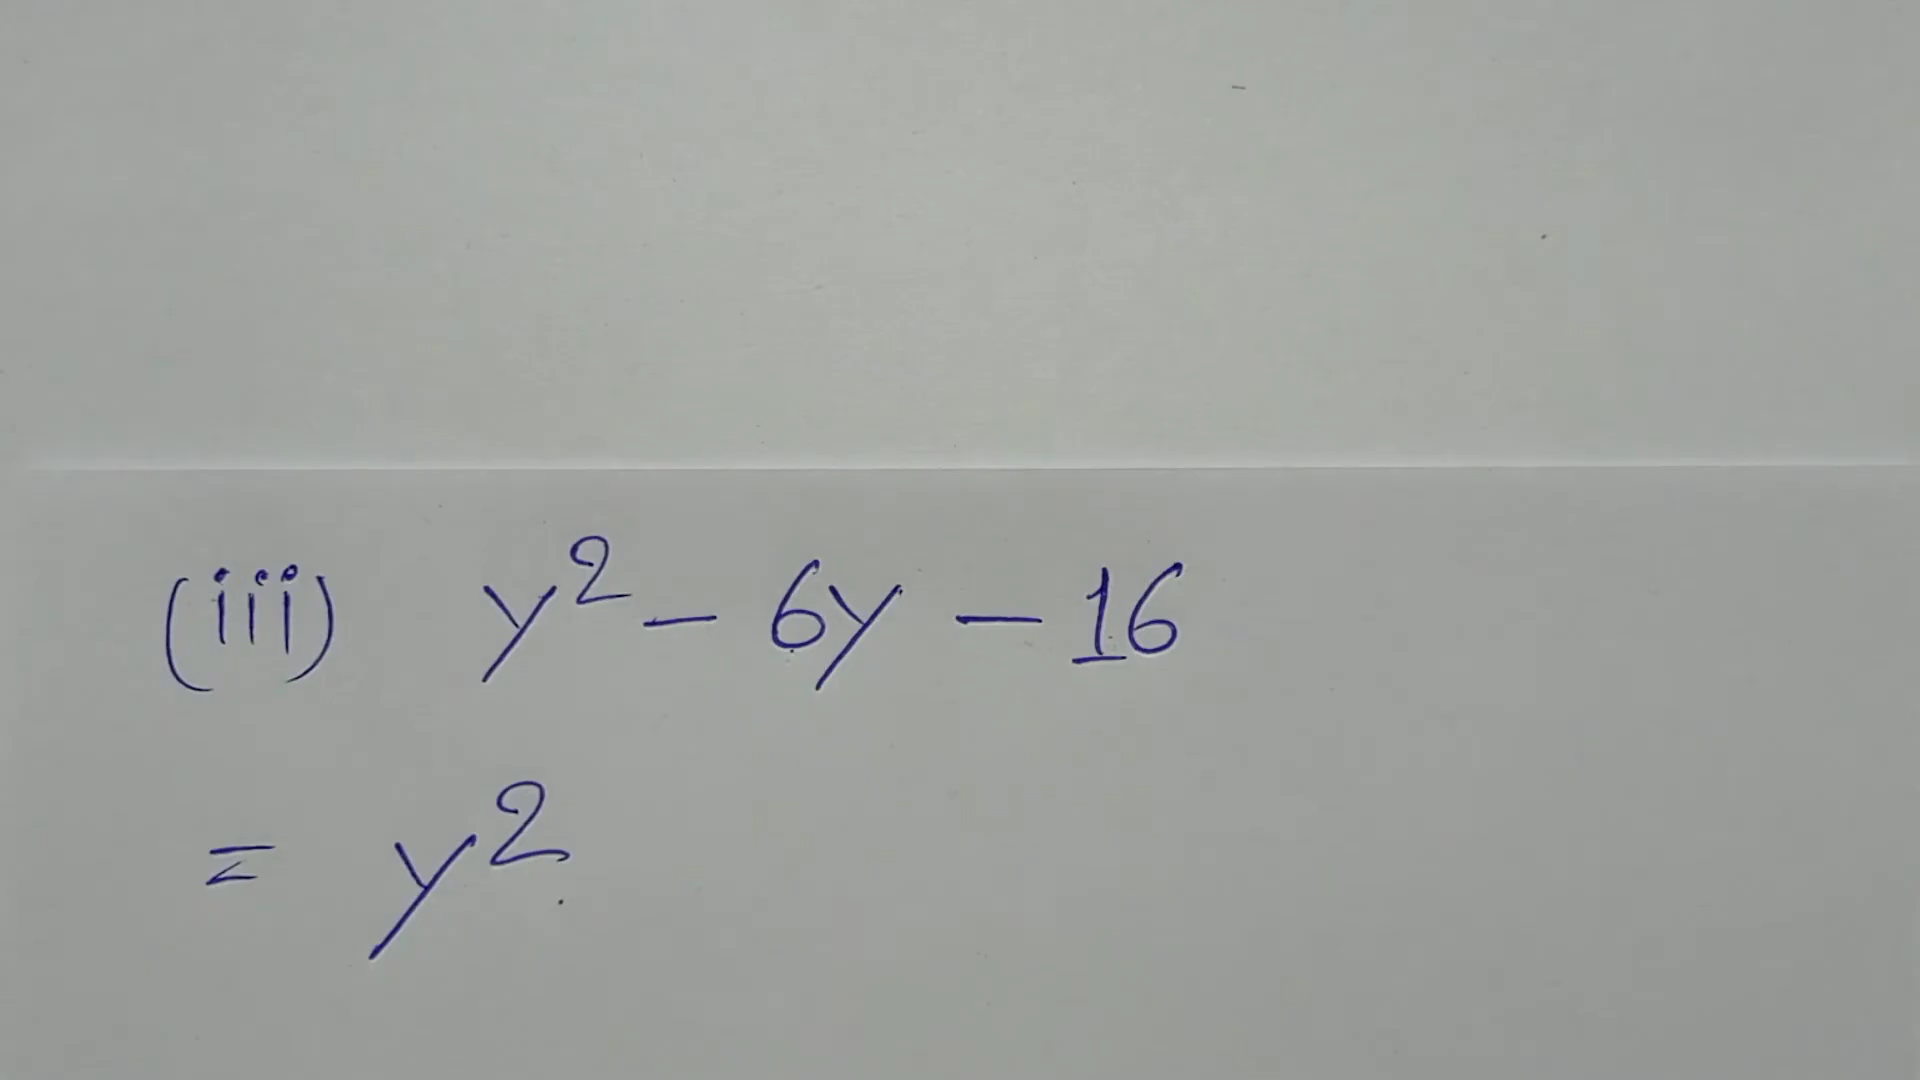 (iii) y² - 6y - 16
= y²